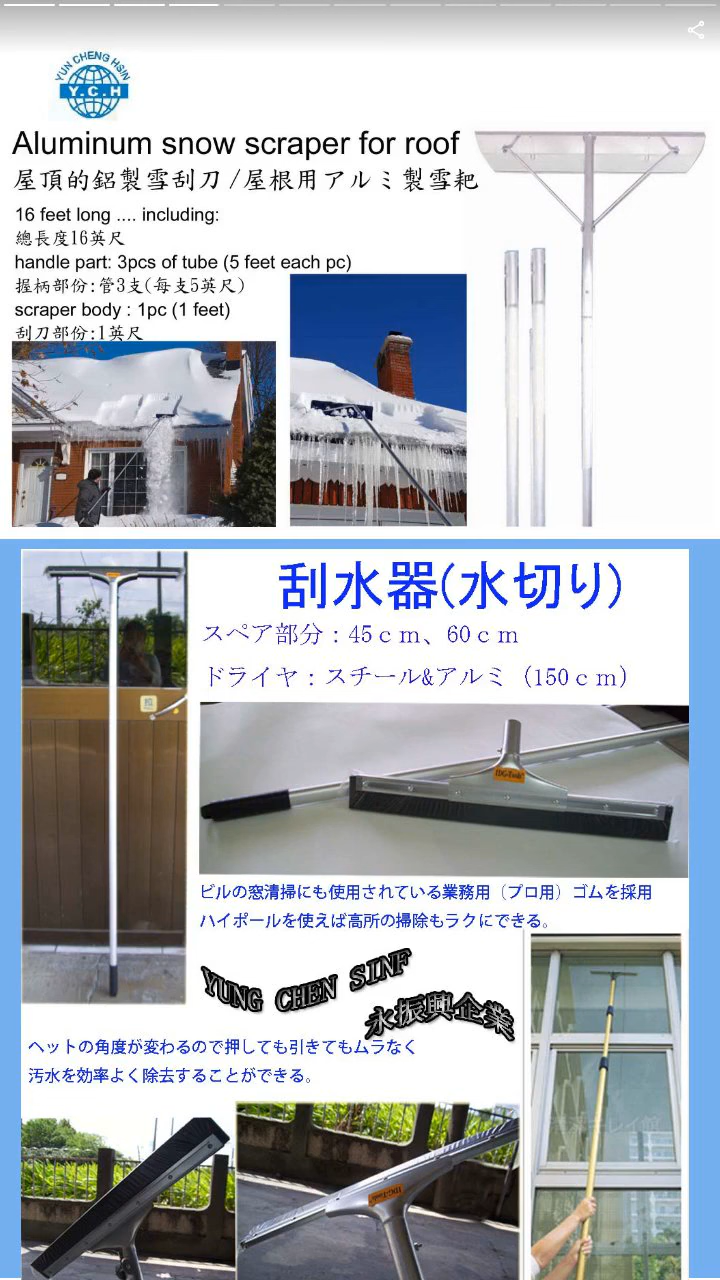 YUN CHENG HSIN
Y.C.H
Aluminum snow scraper for roof
屋頂的鋁製雪刮刀/屋根用アルミ製雪耙
16 feet long .... including:
總長度16英尺
handle part: 3pcs of tube (5 feet each pc)
握柄部份:管3支(每支5英尺)
scraper body : 1pc (1 feet)
刮刀部份:1英尺
刮水器(水切り)
スペア部分：45ｃｍ、60ｃｍ
ドライヤ：スチール&アルミ（150ｃｍ）
拉
IDG-Tools
ビルの窓清掃にも使用されている業務用（プロ用）ゴムを採用
ハイポールを使えば高所の掃除もラクにできる。
YUNG CHEN SINF
永振興企業
ヘットの角度が変わるので押しても引きてもムラなく
汚水を効率よく除去することができる。
IDG-Tools